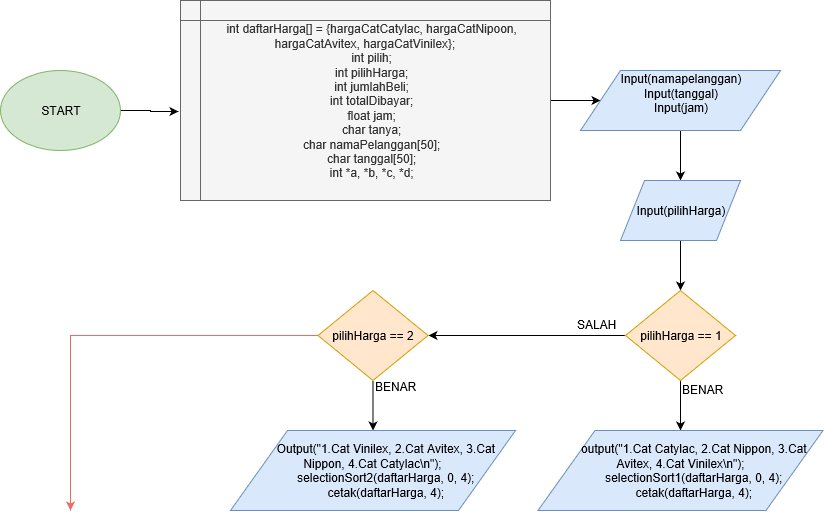 START
int daftarHarga[] = {hargaCatCatylac, hargaCatNipoon,
hargaCatAvitex, hargaCatVinilex};
int pilih;
int pilihHarga;
int jumlahBeli;
int totalDibayar;
float jam;
char tanya;
char namaPelanggan[50];
char tanggal[50];
int *a, *b, *c, *d;
Input(namapelanggan)
Input(tanggal)
Input(jam)
Input(pilihHarga)
pilihHarga == 1
SALAH
BENAR
pilihHarga == 2
BENAR
Output("1.Cat Vinilex, 2.Cat Avitex, 3.Cat
Nippon, 4.Cat Catylac\n");
selectionSort2(daftarHarga, 0, 4);
cetak(daftarHarga, 4);
output("1.Cat Catylac, 2.Cat Nippon, 3.Cat
Avitex, 4.Cat Vinilex\n");
selectionSort1(daftarHarga, 0, 4);
cetak(daftarHarga, 4);